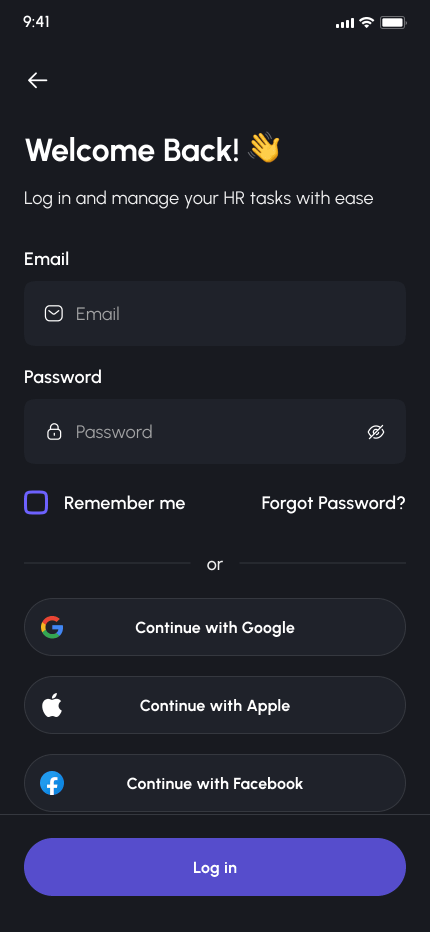 9:41
Welcome Back! 👋
Log in and manage your HR tasks with ease
Email
Email
Password
Password
Remember me
Forgot Password?
or
Continue with Google
Continue with Apple
Continue with Facebook
Log in